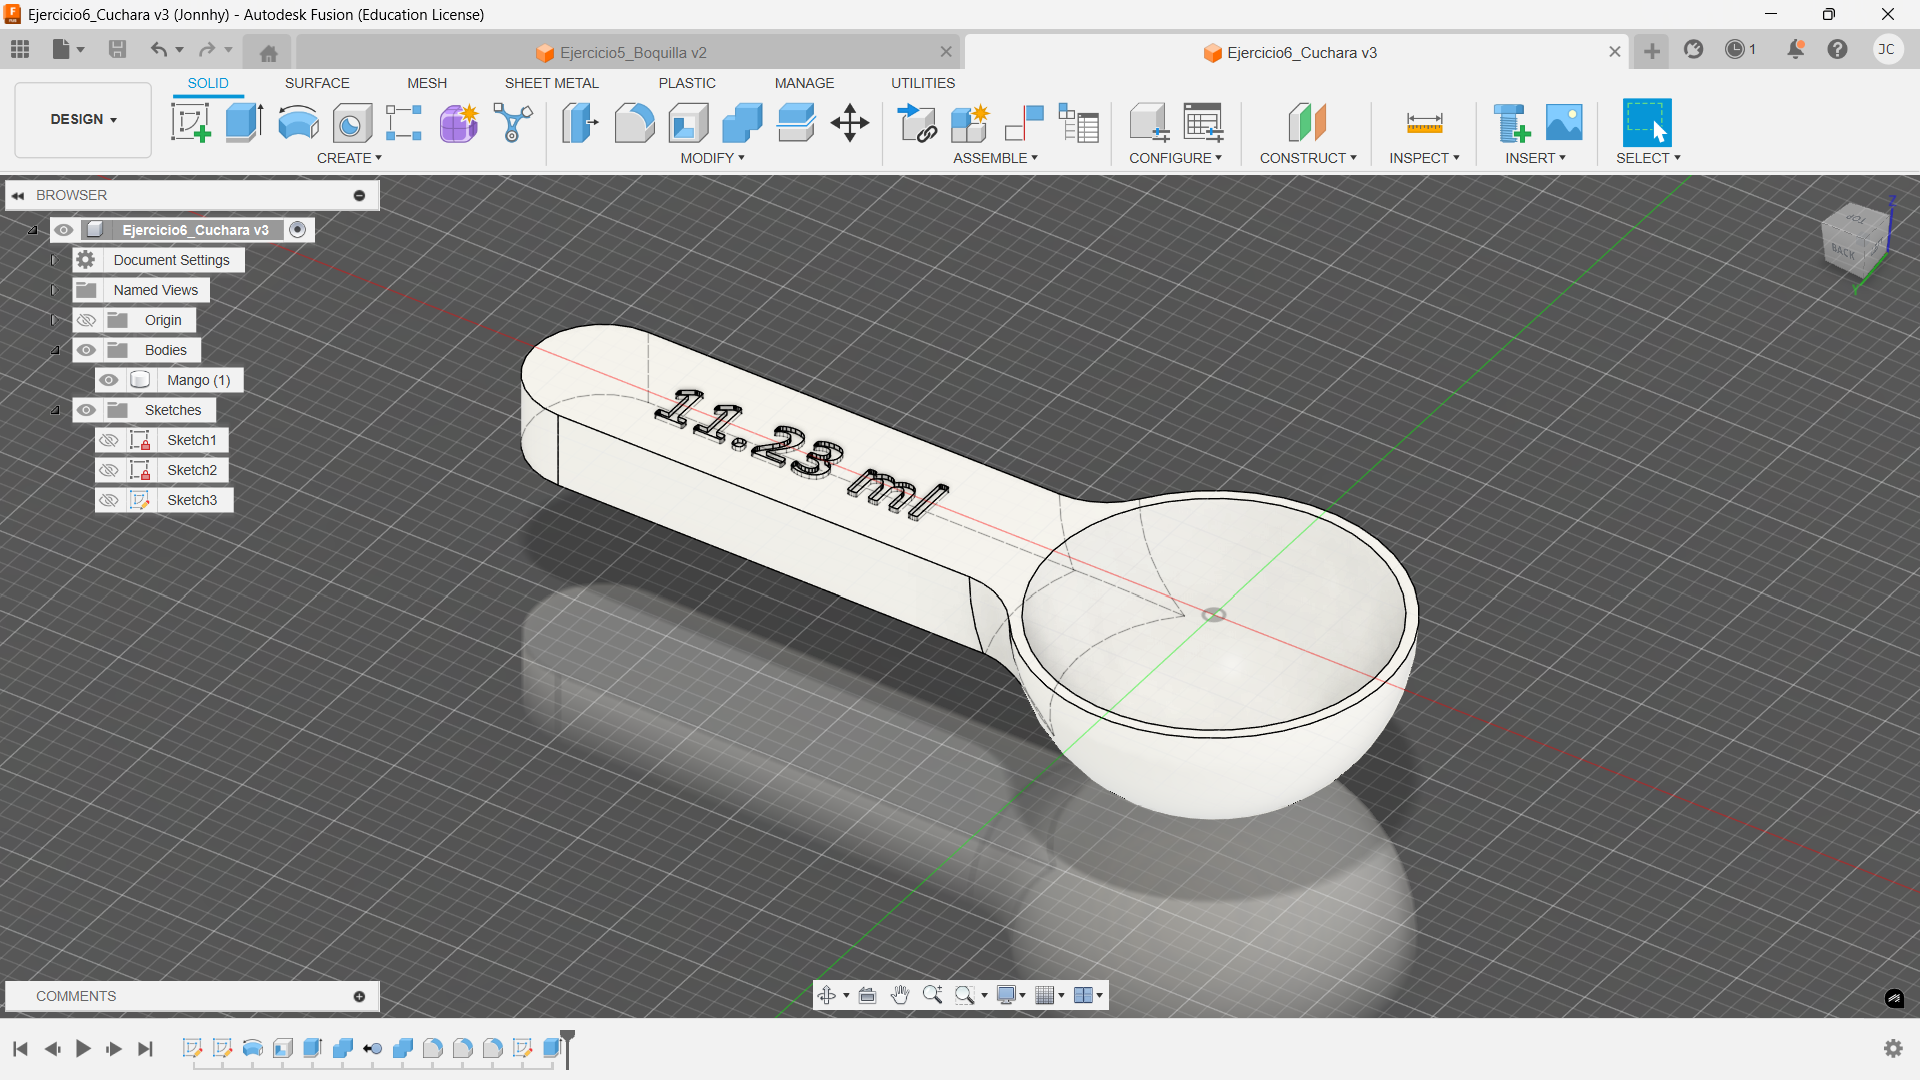 Ejercicio6_Cuchara v3 (Jonnhy) - Autodesk Fusion (Education License)
Ejercicio5_Boquilla v2
Ejercicio6_Cuchara v3
1
JC
SOLID SURFACE MESH SHEET METAL PLASTIC MANAGE UTILITIES
DESIGN
CREATE MODIFY ASSEMBLE CONFIGURE CONSTRUCT INSPECT INSERT SELECT
BROWSER
Ejercicio6_Cuchara v3
Document Settings
Named Views
Origin
Bodies
Mango (1)
Sketches
Sketch1
Sketch2
Sketch3
11.23 ml
Z
TOP
BACK
Y
COMMENTS